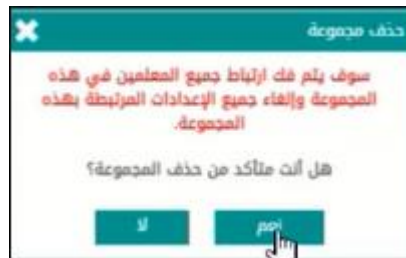 حذف مجموعة
سوف يتم فك ارتباط جميع المعلمين في هذه
المجموعة وإلغاء جميع الإعدادات المرتبطة بهذه
المجموعة.
هل أنت متأكد من حذف المجموعة؟
نعم
لا